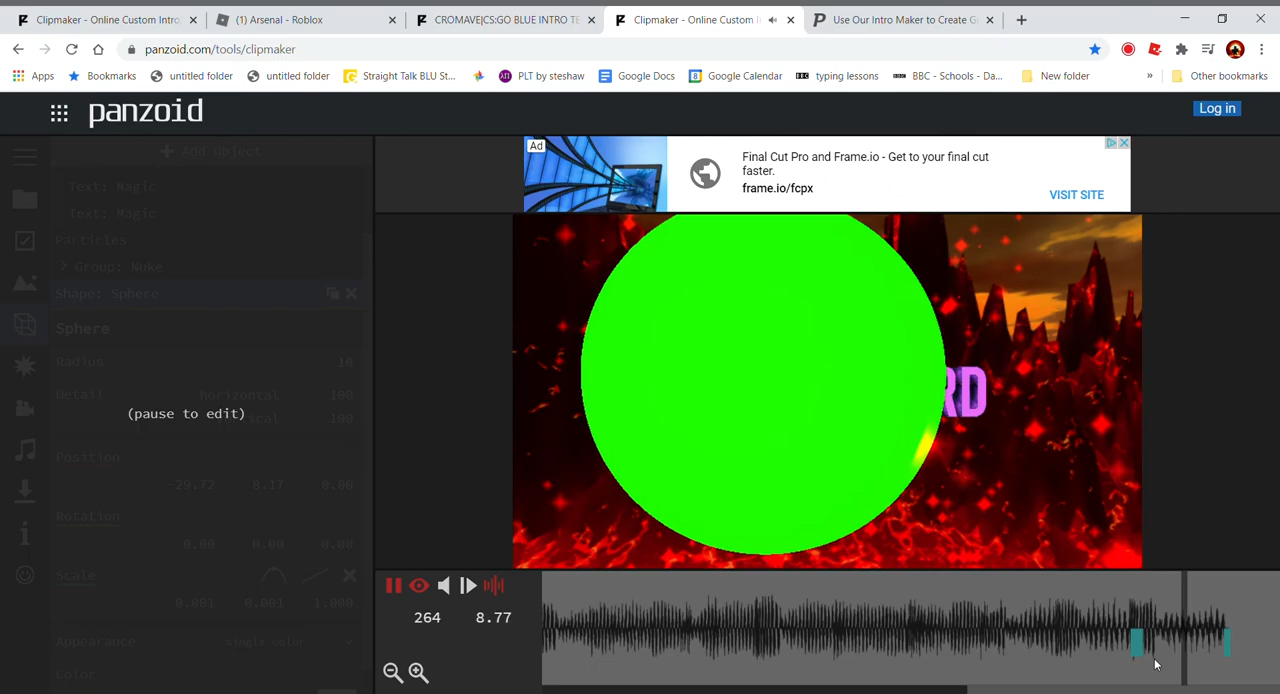 Clipmaker - Online Custom Intro
(1) Arsenal - Roblox
CROMAVEJCS:GO BLUE INTRO TE
Clipmaker - Online Custom I
Use Our Intro Maker to Create G
panzoid.com/tools/clipmaker
Apps
Bookmarks
untitled folder
untitled folder
Straight Talk BLU St...
PLT by steshaw
Google Docs
Google Calendar
typing lessons
BBC - Schools - Da...
New folder
»
Other bookmarks
panzoid
Log in
Ad
Final Cut Pro and Frame.io - Get to your final cut
faster.
frame.io/fcpx
VISIT SITE
+ Add Object
Text: Magic
Text: Magic
Particles
> Group: Nuke
Shape: Sphere
Sphere
Radius 10
Detail horizontal 100
(pause to edit)
100
Position
-29.72 8.17 0.00
Rotation
0.00 0.00 0.00
Scale
0.001 0.001 1.000
Appearance single color
Color
RD
264 8.77